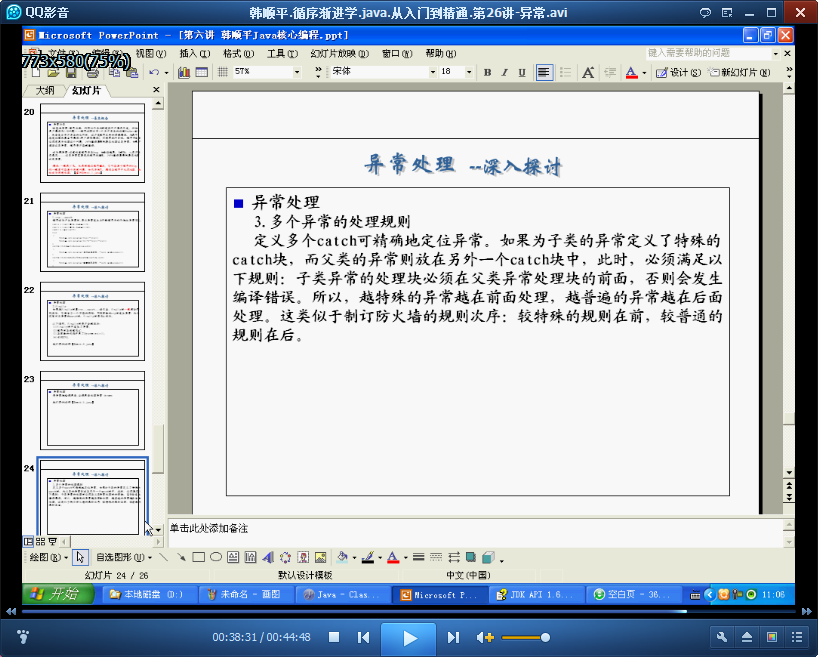 QQ影音
韩顺平.循序渐进学.java.从入门到精通.第26讲-异常.avi
Microsoft PowerPoint - [第六讲 韩顺平Java核心编程.ppt]
773x580(75%)
视图(V) 插入(I) 格式(O) 工具(T) 幻灯片放映(D) 窗口(W) 帮助(H)
键入需要帮助的问题
57% 宋体 18 B I U A A 设计(S) 新幻灯片(N)
大纲 幻灯片
20
21
22
23
24
异常处理 --深入探讨
异常处理
3.多个异常的处理规则
定义多个catch可精确地定位异常。如果为子类的异常定义了特殊的
catch块,而父类的异常则放在另外一个catch块中,此时,必须满足以
下规则:子类异常的处理块必须在父类异常处理块的前面,否则会发生
编译错误。所以,越特殊的异常越在前面处理,越普遍的异常越在后面
处理。这类似于制订防火墙的规则次序:较特殊的规则在前,较普通的
规则在后。
单击此处添加备注
绘图(R) 自选图形(U)
幻灯片 24 / 26 默认设计模板 中文(中国)
开始 本地磁盘 (D:) 未命名 - 画图 Java - Clas... Microsoft P... JDK API 1.6... 空白页 - 36... 11:06
00:38:31/00:44:48